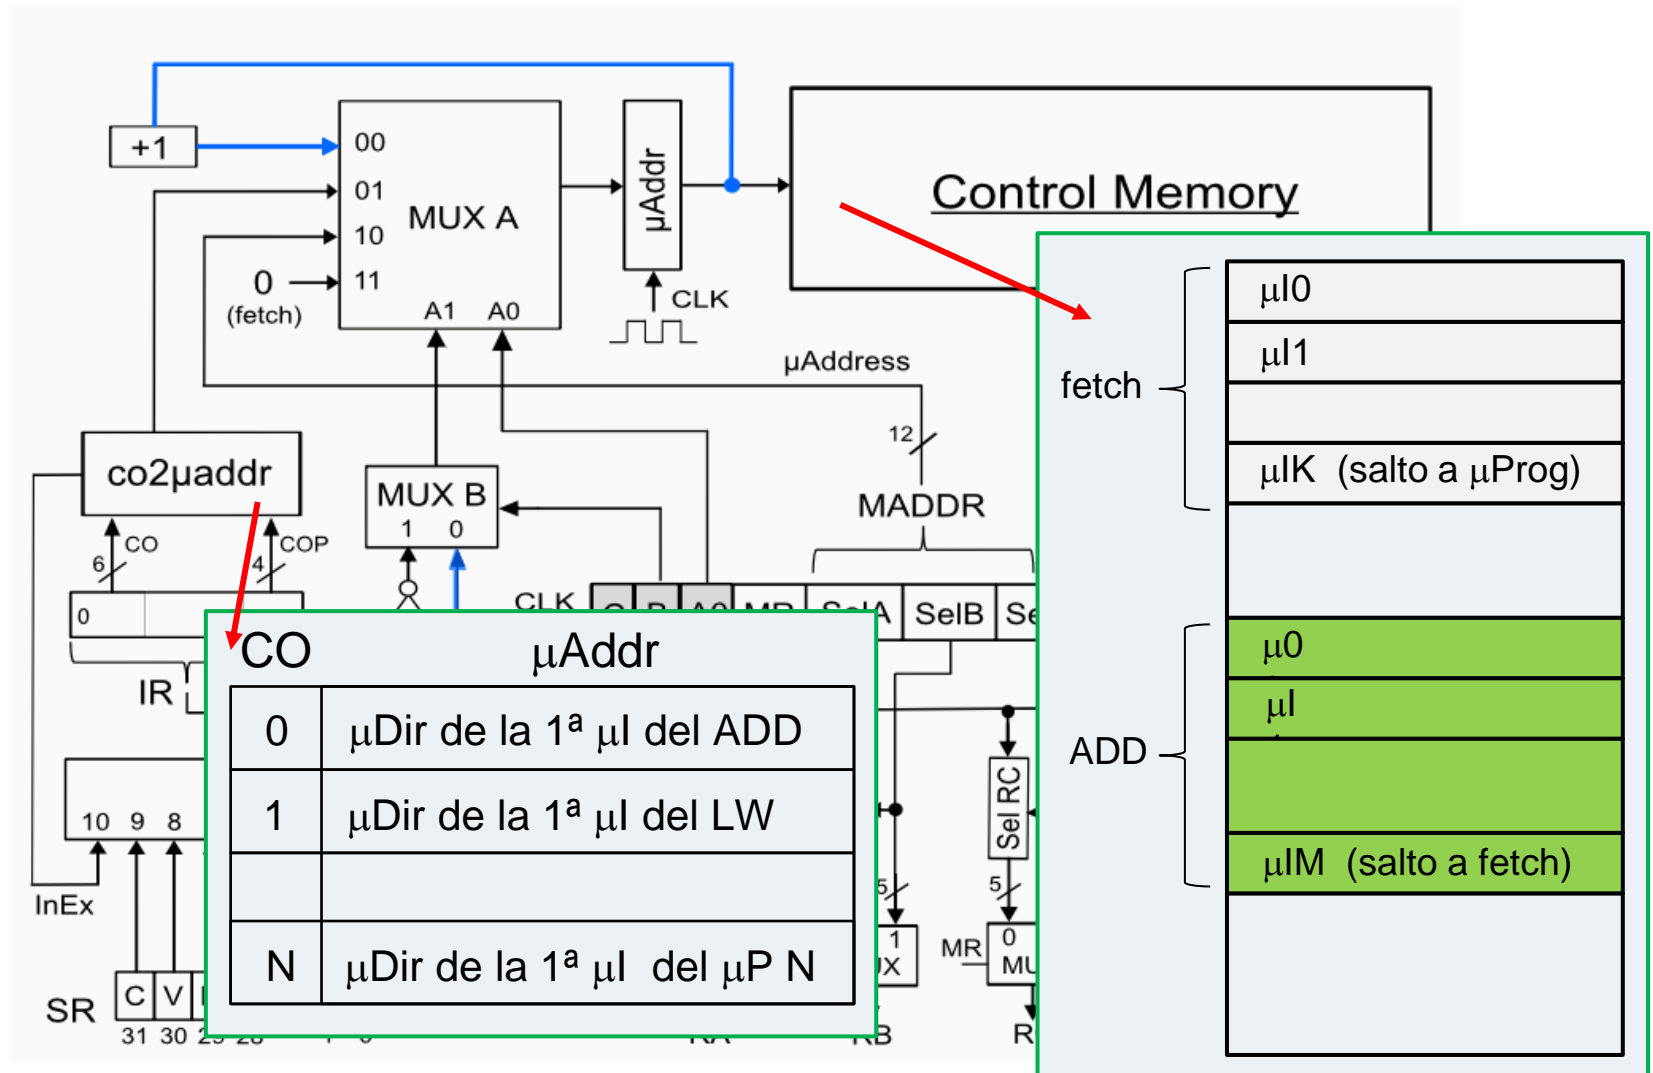 +1
00
01
10
11
MUX A
A1 A0
0
(fetch)
μAddr
CLK
Control Memory
μAddress
12
MADDR
co2μaddr
CO
6
COP
4
MUX B
1 0
0
IR
CLK
SelA
SelB
InEx
10 9 8
SR
C V
31 30
Sel RC
5
5
1
MR
0
CO μAddr
0 μDir de la 1ª μI del ADD
1 μDir de la 1ª μI del LW
N μDir de la 1ª μI del μP N
fetch
μI0
μI1
μIK (salto a μProg)
ADD
μ0
μI
μIM (salto a fetch)